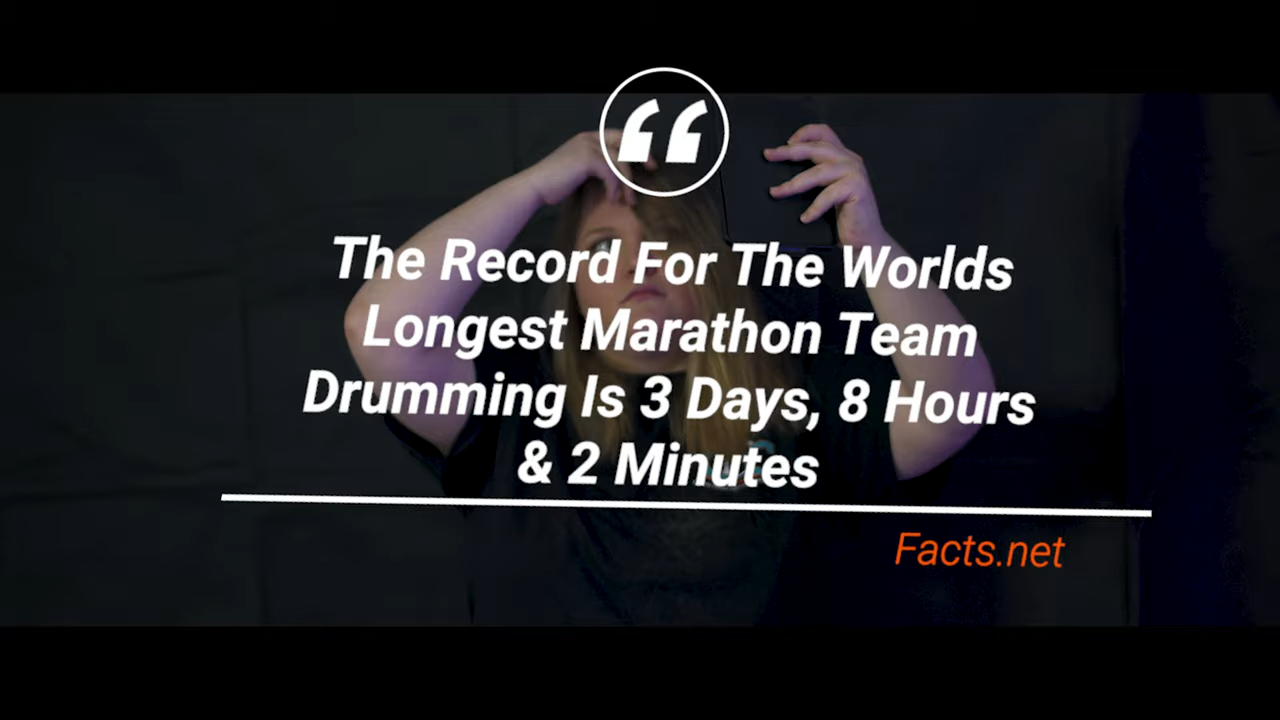 “
The Record For The Worlds
Longest Marathon Team
Drumming Is 3 Days, 8 Hours
& 2 Minutes
Facts.net